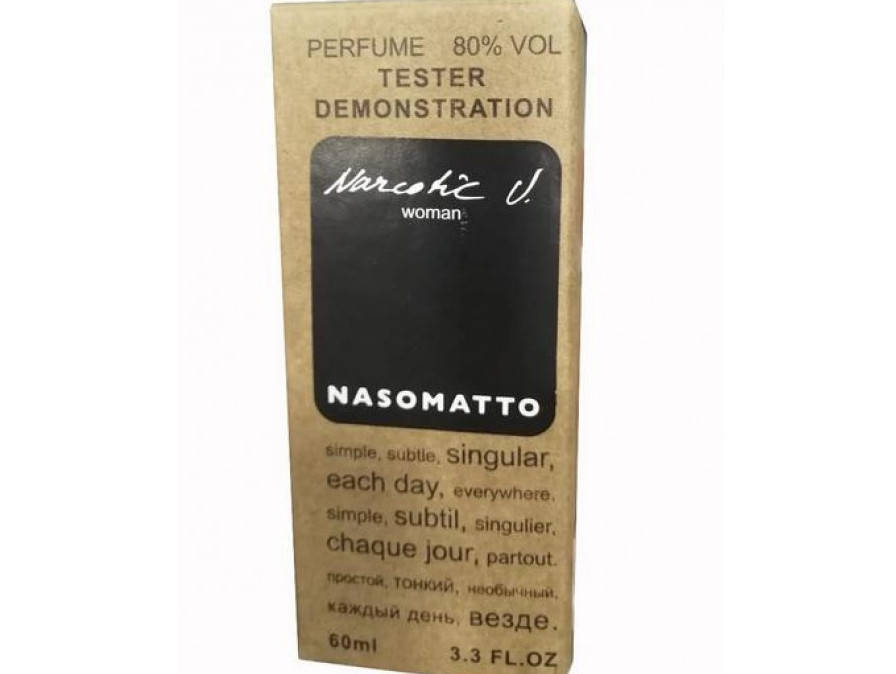 PERFUME 80% VOL
TESTER
DEMONSTRATION
Narcotic V.
woman
NASOMATTO
simple, subtle, singular,
each day, everywhere.
simple, subtil, singulier,
chaque jour, partout.
простой, тонкий, необычный,
каждый день, везде.
60ml
3.3 FL.OZ